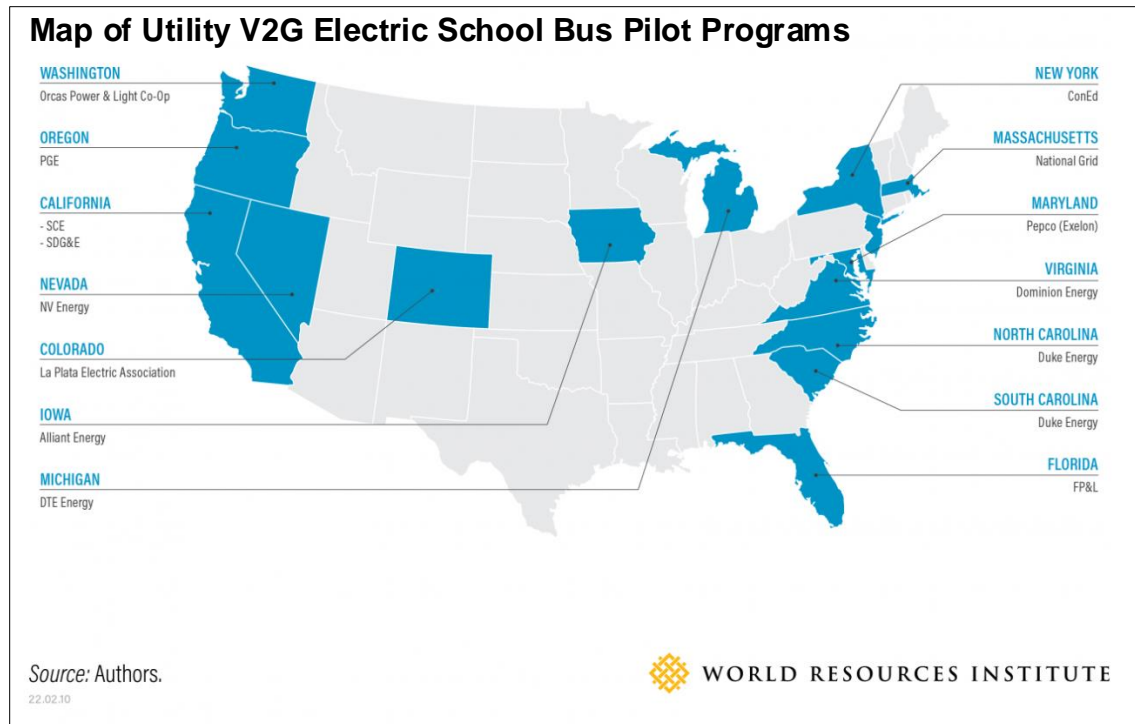 Map of Utility V2G Electric School Bus Pilot Programs
WASHINGTON
Orcas Power & Light Co-Op
OREGON
PGE
CALIFORNIA
- SCE
- SDG&E
NEVADA
NV Energy
COLORADO
La Plata Electric Association
IOWA
Alliant Energy
MICHIGAN
DTE Energy
NEW YORK
ConEd
MASSACHUSETTS
National Grid
MARYLAND
Pepco (Exelon)
VIRGINIA
Dominion Energy
NORTH CAROLINA
Duke Energy
SOUTH CAROLINA
Duke Energy
FLORIDA
FP&L
Source: Authors.
22.02.10
WORLD RESOURCES INSTITUTE